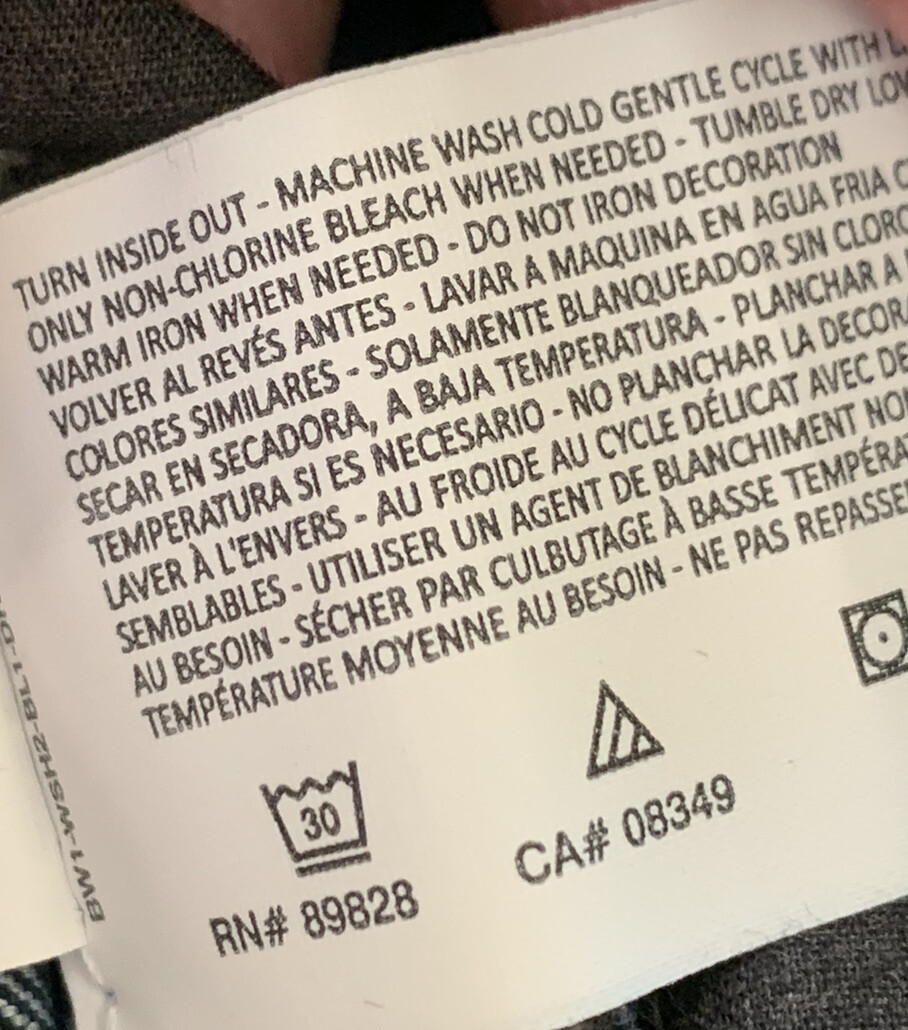 TURN INSIDE OUT - MACHINE WASH COLD GENTLE CYCLE WITH
ONLY NON-CHLORINE BLEACH WHEN NEEDED - TUMBLE DRY
WARM IRON WHEN NEEDED - DO NOT IRON DECORATION
VOLVER AL REVÉS ANTES - LAVAR A MAQUINA EN AGUA FRIA
COLORES SIMILARES - SOLAMENTE BLANQUEADOR SIN
SECAR EN SECADORA, A BAJA TEMPERATURA - PLANCHAR A
TEMPERATURA SI ES NECESARIO - NO PLANCHAR LA
LAVER À L'ENVERS - AU FROIDE AU CYCLE DÉLICAT AVEC
SEMBLABLES - UTILISER UN AGENT DE BLANCHIMENT
AU BESOIN - SÉCHER PAR CULBUTAGE À BASSE
TEMPÉRATURE MOYENNE AU BESOIN - NE PAS
30
RN# 89828
CA# 08349